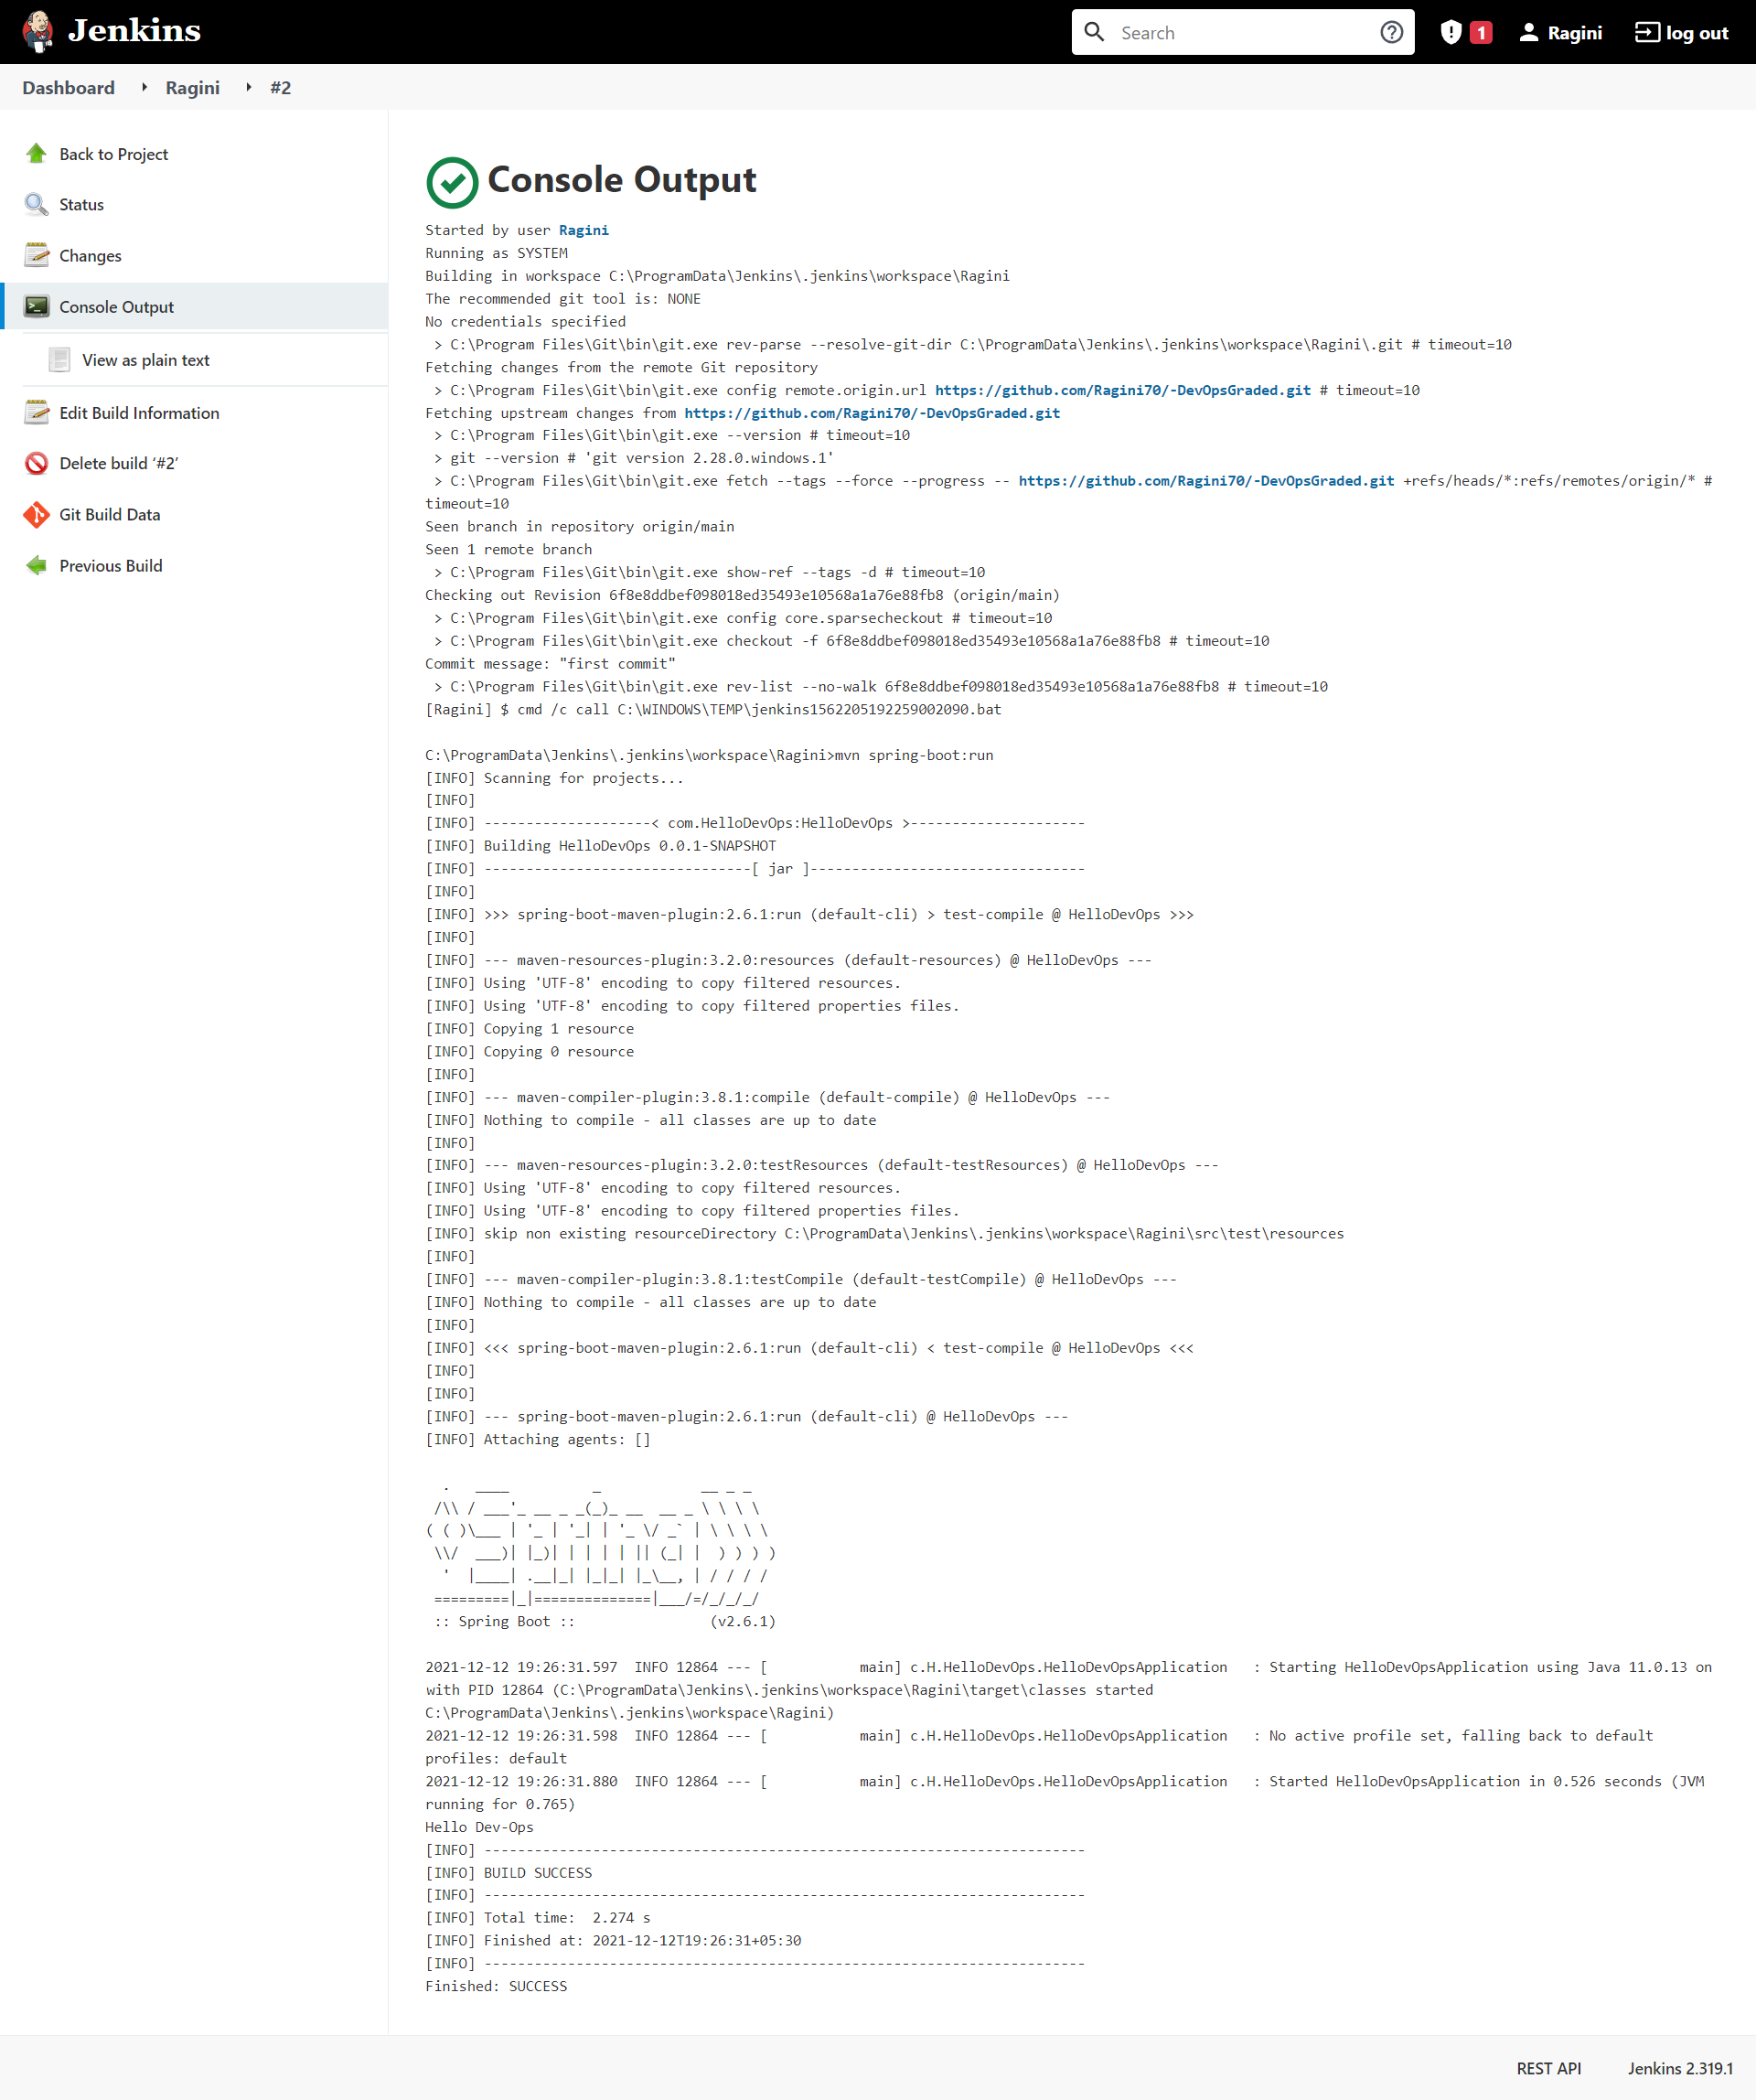 Jenkins
Search
1
Ragini
log out
Dashboard
Ragini
#2
Back to Project
Status
Changes
Console Output
View as plain text
Edit Build Information
Delete build ‘#2’
Git Build Data
Previous Build
Console Output
Started by user Ragini
Running as SYSTEM
Building in workspace C:\ProgramData\Jenkins\.jenkins\workspace\Ragini
The recommended git tool is: NONE
No credentials specified
 > C:\Program Files\Git\bin\git.exe rev-parse --resolve-git-dir C:\ProgramData\Jenkins\.jenkins\workspace\Ragini\.git # timeout=10
Fetching changes from the remote Git repository
 > C:\Program Files\Git\bin\git.exe config remote.origin.url https://github.com/Ragini70/-DevOpsGraded.git # timeout=10
Fetching upstream changes from https://github.com/Ragini70/-DevOpsGraded.git
 > C:\Program Files\Git\bin\git.exe --version # timeout=10
 > git --version # 'git version 2.28.0.windows.1'
 > C:\Program Files\Git\bin\git.exe fetch --tags --force --progress -- https://github.com/Ragini70/-DevOpsGraded.git +refs/heads/*:refs/remotes/origin/* #
timeout=10
Seen branch in repository origin/main
Seen 1 remote branch
 > C:\Program Files\Git\bin\git.exe show-ref --tags -d # timeout=10
Checking out Revision 6f8e8ddbef098018ed35493e10568a1a76e88fb8 (origin/main)
 > C:\Program Files\Git\bin\git.exe config core.sparsecheckout # timeout=10
 > C:\Program Files\Git\bin\git.exe checkout -f 6f8e8ddbef098018ed35493e10568a1a76e88fb8 # timeout=10
Commit message: "first commit"
 > C:\Program Files\Git\bin\git.exe rev-list --no-walk 6f8e8ddbef098018ed35493e10568a1a76e88fb8 # timeout=10
[Ragini] $ cmd /c call C:\WINDOWS\TEMP\jenkins1562205192259002090.bat
C:\ProgramData\Jenkins\.jenkins\workspace\Ragini>mvn spring-boot:run
[INFO] Scanning for projects...
[INFO]
[INFO] --------------------< com.HelloDevOps:HelloDevOps >---------------------
[INFO] Building HelloDevOps 0.0.1-SNAPSHOT
[INFO] --------------------------------[ jar ]---------------------------------
[INFO]
[INFO] >>> spring-boot-maven-plugin:2.6.1:run (default-cli) > test-compile @ HelloDevOps >>>
[INFO]
[INFO] --- maven-resources-plugin:3.2.0:resources (default-resources) @ HelloDevOps ---
[INFO] Using 'UTF-8' encoding to copy filtered resources.
[INFO] Using 'UTF-8' encoding to copy filtered properties files.
[INFO] Copying 1 resource
[INFO] Copying 0 resource
[INFO]
[INFO] --- maven-compiler-plugin:3.8.1:compile (default-compile) @ HelloDevOps ---
[INFO] Nothing to compile - all classes are up to date
[INFO]
[INFO] --- maven-resources-plugin:3.2.0:testResources (default-testResources) @ HelloDevOps ---
[INFO] Using 'UTF-8' encoding to copy filtered resources.
[INFO] Using 'UTF-8' encoding to copy filtered properties files.
[INFO] skip non existing resourceDirectory C:\ProgramData\Jenkins\.jenkins\workspace\Ragini\src\test\resources
[INFO]
[INFO] --- maven-compiler-plugin:3.8.1:testCompile (default-testCompile) @ HelloDevOps ---
[INFO] Nothing to compile - all classes are up to date
[INFO]
[INFO] <<< spring-boot-maven-plugin:2.6.1:run (default-cli) < test-compile @ HelloDevOps <<<
[INFO]
[INFO]
[INFO] --- spring-boot-maven-plugin:2.6.1:run (default-cli) @ HelloDevOps ---
[INFO] Attaching agents: []
  .   ____          _            __ _ _
 /\\ / ___'_ __ _ _(_)_ __  __ _ \ \ \ \
( ( )\___ | '_ | '_| | '_ \/ _` | \ \ \ \
 \\/  ___)| |_)| | | | | || (_| |  ) ) ) )
  '  |____| .__|_| |_|_| |_\__, | / / / /
 =========|_|==============|___/=/_/_/_/
 :: Spring Boot ::                (v2.6.1)
2021-12-12 19:26:31.597  INFO 12864 --- [           main] c.H.HelloDevOps.HelloDevOpsApplication   : Starting HelloDevOpsApplication using Java 11.0.13 on
with PID 12864 (C:\ProgramData\Jenkins\.jenkins\workspace\Ragini\target\classes started
C:\ProgramData\Jenkins\.jenkins\workspace\Ragini)
2021-12-12 19:26:31.598  INFO 12864 --- [           main] c.H.HelloDevOps.HelloDevOpsApplication   : No active profile set, falling back to default
profiles: default
2021-12-12 19:26:31.880  INFO 12864 --- [           main] c.H.HelloDevOps.HelloDevOpsApplication   : Started HelloDevOpsApplication in 0.526 seconds (JVM
running for 0.765)
Hello Dev-Ops
[INFO] ------------------------------------------------------------------------
[INFO] BUILD SUCCESS
[INFO] ------------------------------------------------------------------------
[INFO] Total time:  2.274 s
[INFO] Finished at: 2021-12-12T19:26:31+05:30
[INFO] ------------------------------------------------------------------------
Finished: SUCCESS
REST API
Jenkins 2.319.1